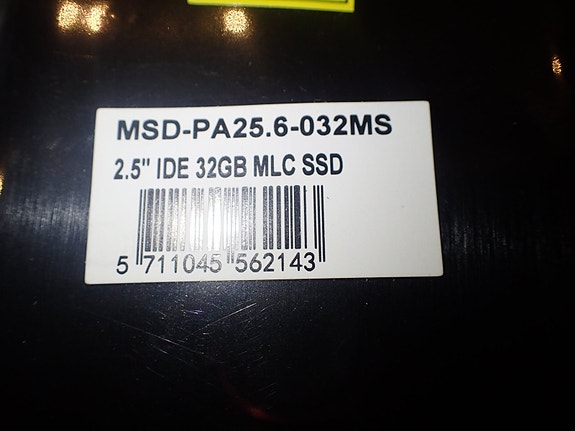 MSD-PA25.6-032MS
2.5" IDE 32GB MLC SSD
5 711045 562143